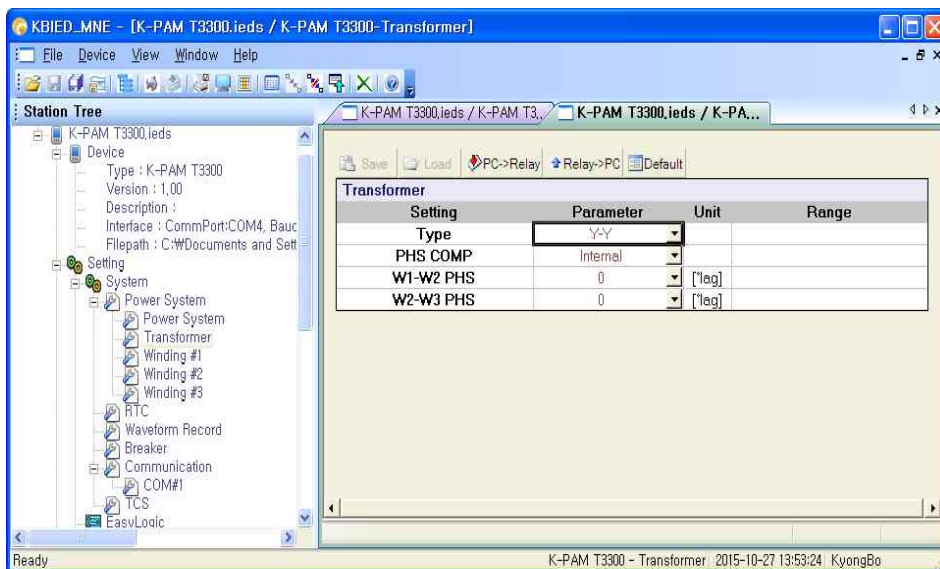 KBIED_MNE - [K-PAM T3300.ieds / K-PAM T3300-Transformer]
File Device View Window Help
Station Tree
K-PAM T3300.ieds
Device
Type : K-PAM T3300
Version : 1.00
Description :
Interface : CommPort:COM4, Baud
Filepath : C:₩Documents and Sett
Setting
System
Power System
Power System
Transformer
Winding #1
Winding #2
Winding #3
RTC
Waveform Record
Breaker
Communication
COM#1
TCS
EasyLogic
K-PAM T3300.ieds / K-PAM T3... K-PAM T3300.ieds / K-PA...
Save Load PC->Relay Relay->PC Default
Transformer
Setting Parameter Unit Range
Type Y-Y
PHS COMP Internal
W1-W2 PHS 0 [°lag]
W2-W3 PHS 0 [°lag]
Ready K-PAM T3300 - Transformer 2015-10-27 13:53:24 KyongBo